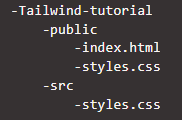 -Tailwind-tutorial
-public
-index.html
-styles.css
-src
-styles.css